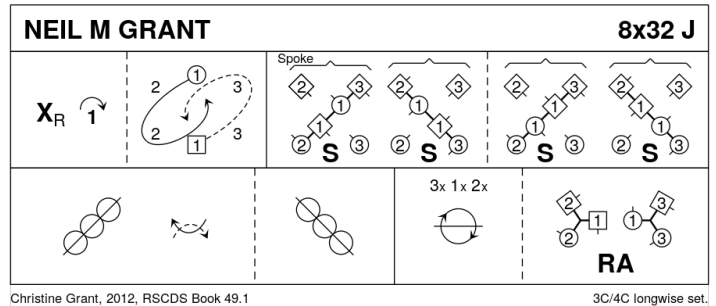 NEIL M GRANT 8x32 J
X R 1
2 1 3
2 1 3
Spoke
2 3 2 3 2 3 2 3
1 1 1 1
1 1 1 1
2 3 2 3 2 3 2 3
S S S S
3x 1x 2x
2 1 1 3
2 3
RA
Christine Grant, 2012, RSCDS Book 49.1 3C/4C longwise set.